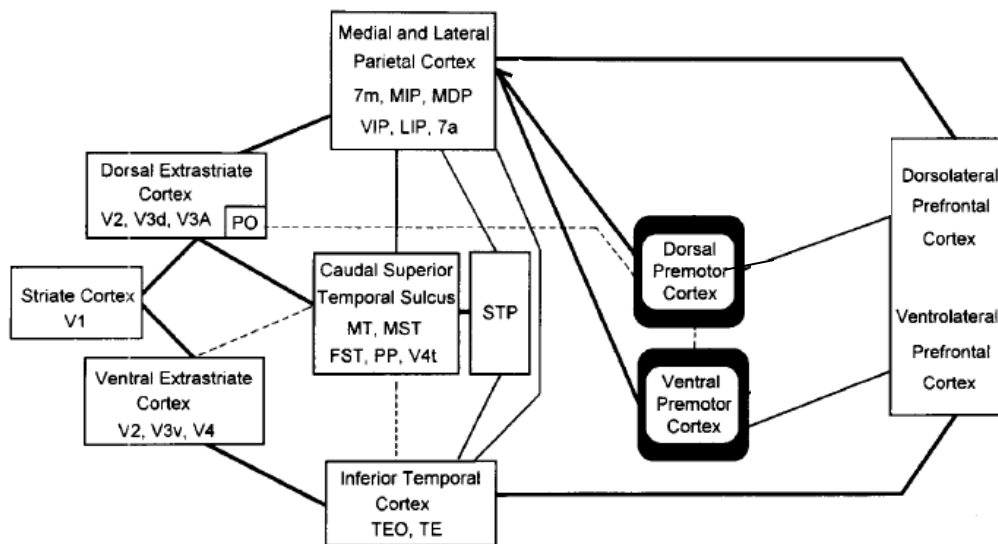 Medial and Lateral
Parietal Cortex
7m, MIP, MDP
VIP, LIP, 7a
Dorsal Extrastriate
Cortex
V2, V3d, V3A
PO
Striate Cortex
V1
Caudal Superior
Temporal Sulcus
MT, MST
FST, PP, V4t
STP
Ventral Extrastriate
Cortex
V2, V3v, V4
Inferior Temporal
Cortex
TEO, TE
Dorsal
Premotor
Cortex
Ventral
Premotor
Cortex
Dorsolateral
Prefrontal
Cortex
Ventrolateral
Prefrontal
Cortex